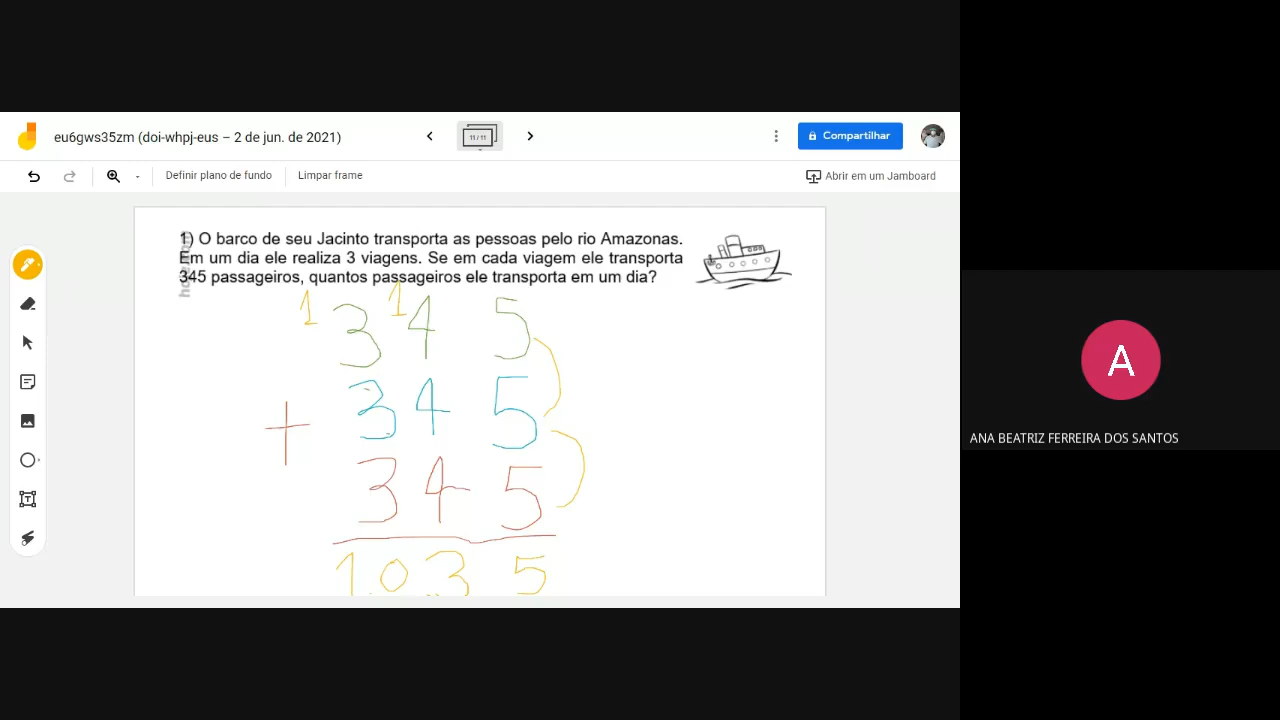 eu6gws35zm (doi-whpj-eus – 2 de jun. de 2021)
11 / 11
Compartilhar
Definir plano de fundo
Limpar frame
Abrir em um Jamboard
1) O barco de seu Jacinto transporta as pessoas pelo rio Amazonas.
Em um dia ele realiza 3 viagens. Se em cada viagem ele transporta
345 passageiros, quantos passageiros ele transporta em um dia?
1 1
3 4 5
3 4 5
+
3 4 5
1.035
A
ANA BEATRIZ FERREIRA DOS SANTOS